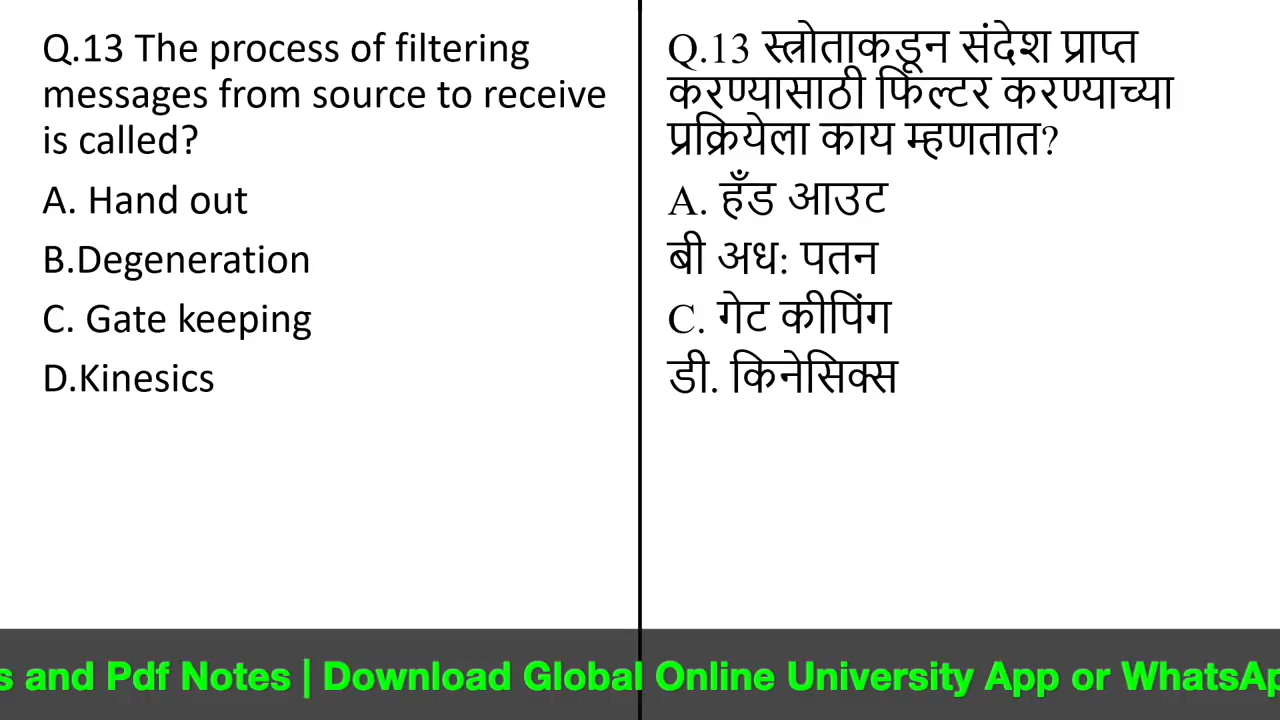 Q.13 The process of filtering
messages from source to receive
is called?
A. Hand out
B.Degeneration
C. Gate keeping
D.Kinesics
Q.13 स्त्रोताकडून संदेश प्राप्त
करण्यासाठी फिल्टर करण्याच्या
प्रक्रियेला काय म्हणतात?
A. हँड आउट
बी अध: पतन
C. गेट कीपिंग
डी. किनेसिक्स
s and Pdf Notes | Download Global Online University App or WhatsAp